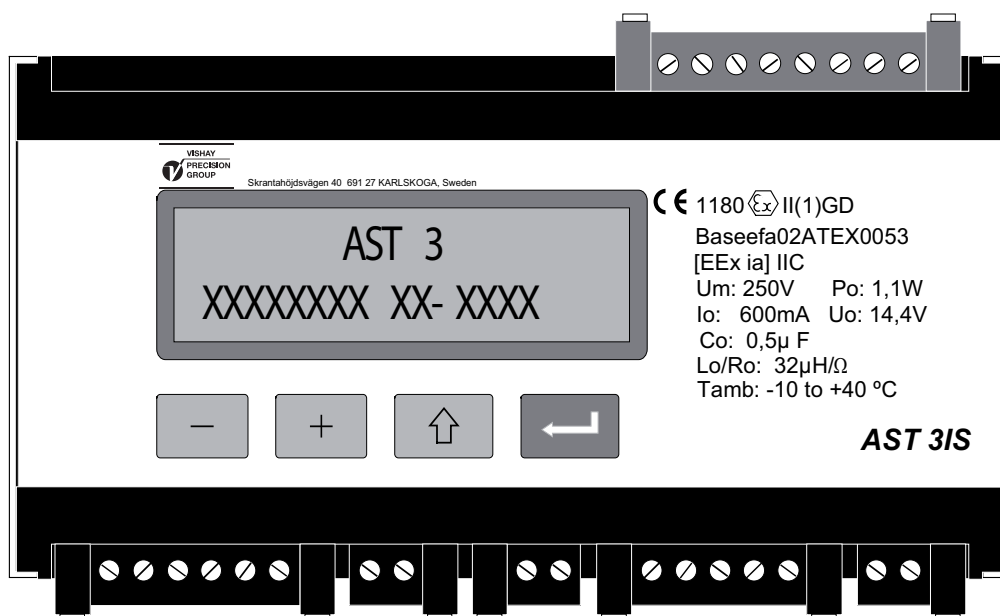 VISHAY
PRECISION
GROUP
Skrantahöjdsvägen 40 691 27 KARLSKOGA, Sweden
AST 3
XXXXXXXX XX- XXXX
CE 1180 Ex II(1)GD
Baseefa02ATEX0053
[EEx ia] IIC
Um: 250V Po: 1,1W
Io: 600mA Uo: 14,4V
Co: 0,5µ F
Lo/Ro: 32µH/Ω
Tamb: -10 to +40 ºC
− +
AST 3IS